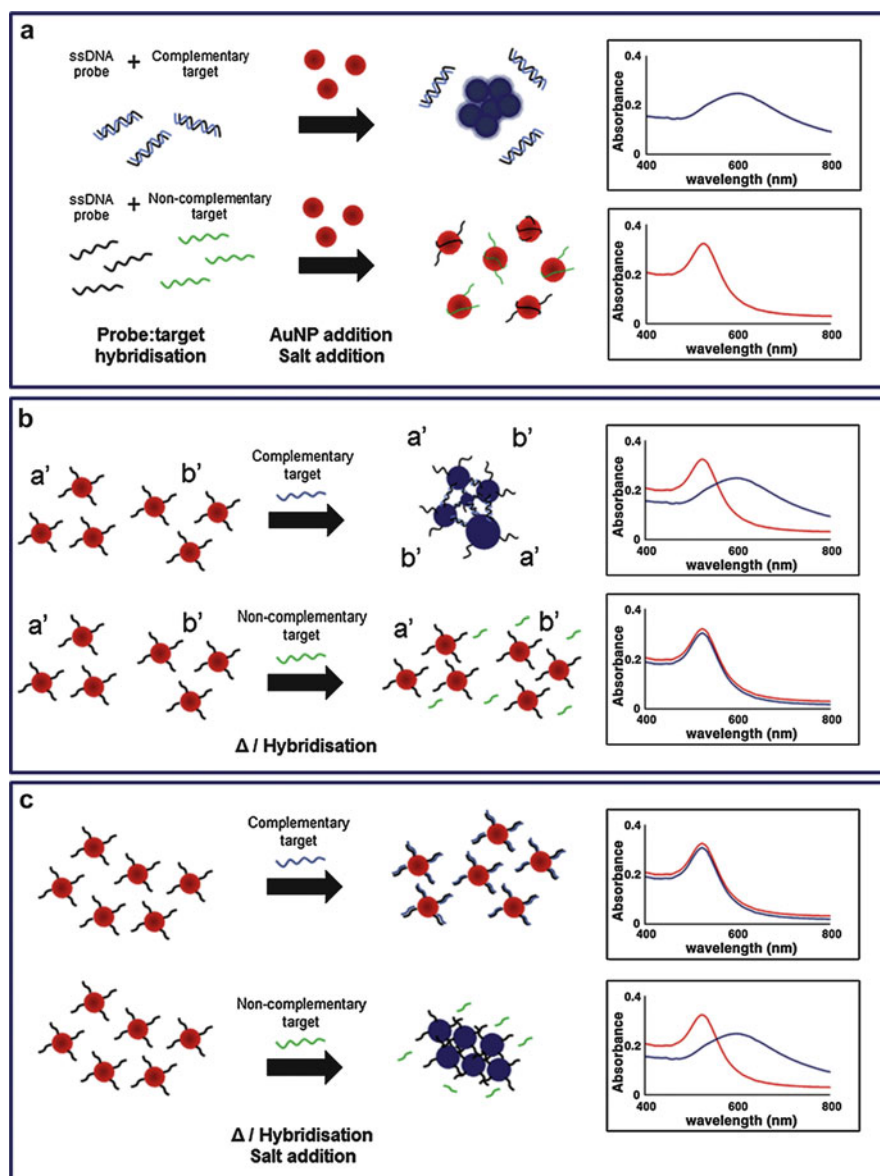 a
ssDNA probe + Complementary target
ssDNA probe + Non-complementary target
Probe:target hybridisation
AuNP addition
Salt addition
0.4
0.2
0
Absorbance
400 600 800
wavelength (nm)
0.4
0.2
0
Absorbance
400 600 800
wavelength (nm)
b
a' b'
Complementary target
a' b'
b' a'
0.4
0.2
0
Absorbance
400 600 800
wavelength (nm)
a' b'
Non-complementary target
a' b'
0.4
0.2
0
Absorbance
400 600 800
wavelength (nm)
Δ / Hybridisation
c
Complementary target
0.4
0.2
0
Absorbance
400 600 800
wavelength (nm)
Non-complementary target
0.4
0.2
0
Absorbance
400 600 800
wavelength (nm)
Δ / Hybridisation
Salt addition